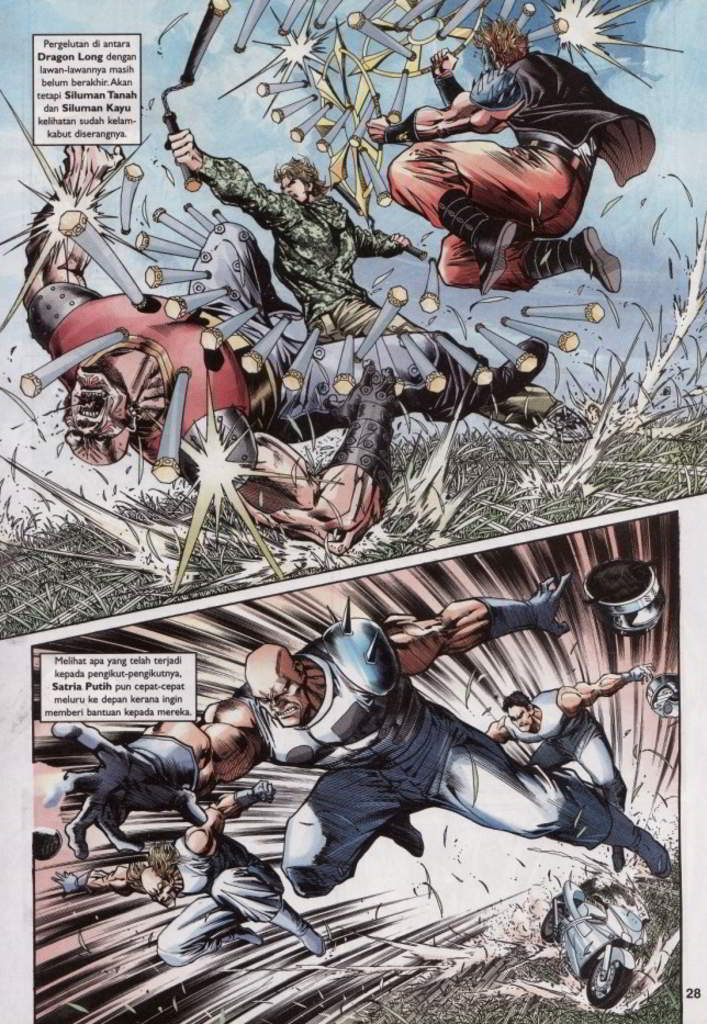 Pergelutan di antara
Dragon Long dengan
lawan-lawannya masih
belum berakhir. Akan
tetapi Siluman Tanah
dan Siluman Kayu
kelihatan sudah kelam-
kabut diserangnya.
Melihat apa yang telah terjadi
kepada pengikut-pengikutnya,
Satria Putih pun cepat-cepat
meluru ke depan kerana ingin
memberi bantuan kepada mereka.
28